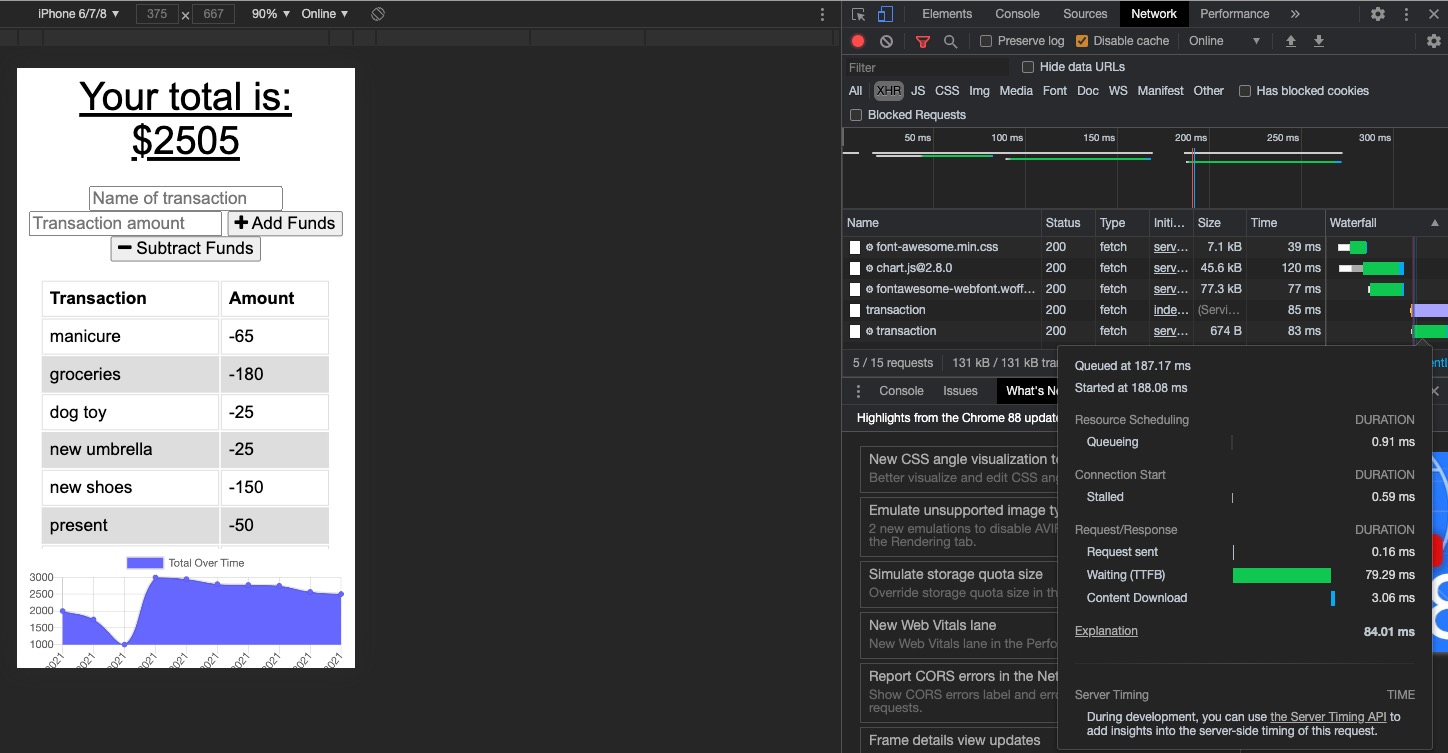 iPhone 6/7/8 ▼ 375 x 667 90% ▼ Online ▼
Your total is:
$2505
Name of transaction
Transaction amount Add Funds
Subtract Funds
Transaction Amount
manicure -65
groceries -180
dog toy -25
new umbrella -25
new shoes -150
present -50
Total Over Time
3000
2500
2000
1500
1000
2021 2021 2021 2021 2021 2021
Elements Console Sources Network Performance »
Preserve log Disable cache Online ▼
Filter Hide data URLs
All XHR JS CSS Img Media Font Doc WS Manifest Other Has blocked cookies
Blocked Requests
50 ms 100 ms 150 ms 200 ms 250 ms 300 ms
Name Status Type Initi… Size Time Waterfall
font-awesome.min.css 200 fetch serv… 7.1 kB 39 ms
chart.js@2.8.0 200 fetch serv… 45.6 kB 120 ms
fontawesome-webfont.woff… 200 fetch serv… 77.3 kB 77 ms
transaction 200 fetch inde… (Servi… 85 ms
transaction 200 fetch serv… 674 B 83 ms
5 / 15 requests 131 kB / 131 kB tra
Console Issues What's Ne
Highlights from the Chrome 88 update
New CSS angle visualization to
Better visualize and edit CSS ang
Emulate unsupported image ty
2 new emulations to disable AVIF
the Rendering tab.
Simulate storage quota size
Override storage quota size in th
New Web Vitals lane
New Web Vitals lane in the Perfo
Report CORS errors in the Net
Show CORS errors label and erro
requests.
Frame details view updates
Queued at 187.17 ms
Started at 188.08 ms
Resource Scheduling DURATION
Queueing 0.91 ms
Connection Start DURATION
Stalled 0.59 ms
Request/Response DURATION
Request sent 0.16 ms
Waiting (TTFB) 79.29 ms
Content Download 3.06 ms
Explanation 84.01 ms
Server Timing TIME
During development, you can use the Server Timing API to
add insights into the server-side timing of this request.